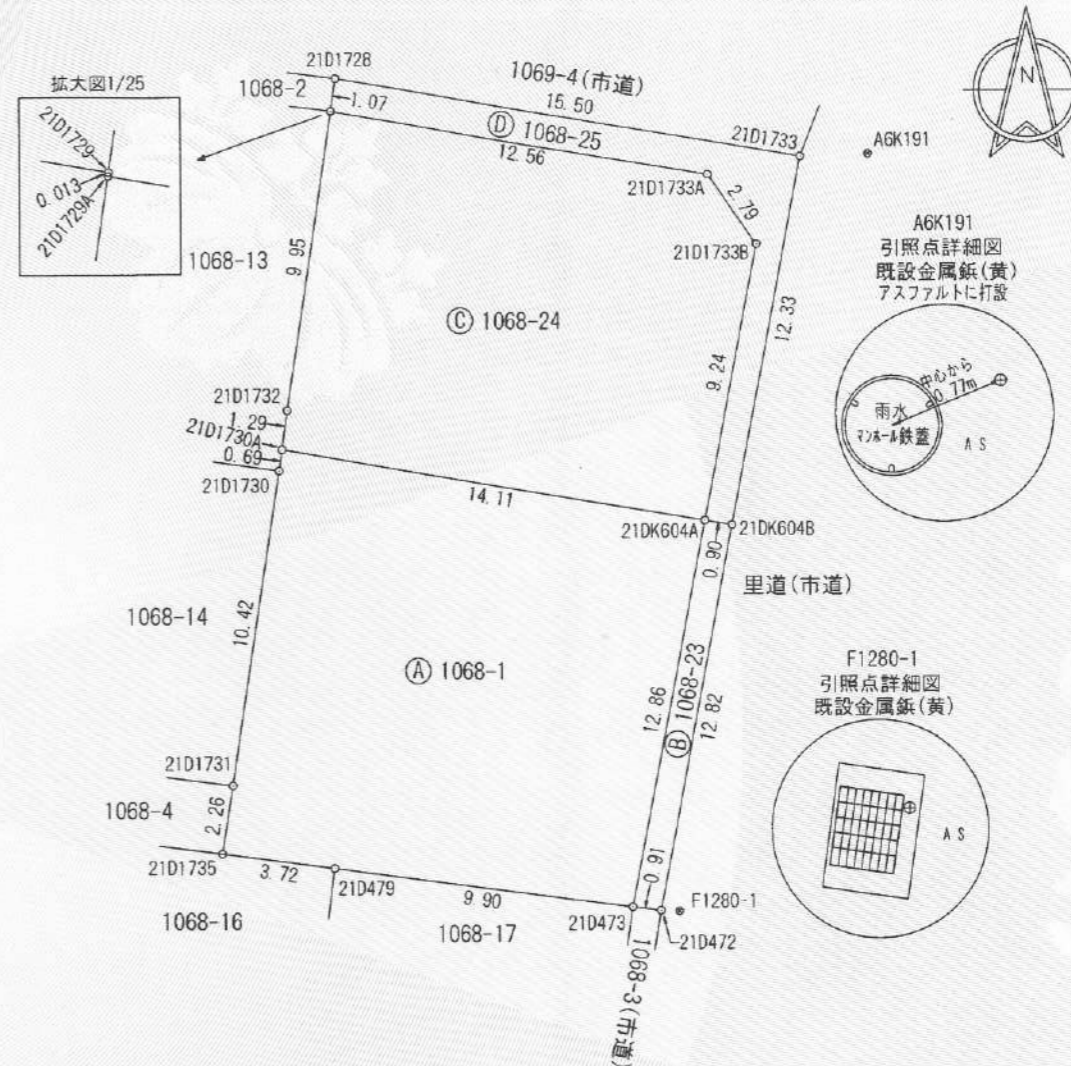 21D1728
1069-4(市道)
拡大図1/25
1068-2
1.07
15.50
N
21D1729
0.013
21D1729A
Ⓓ 1068-25
12.56
21D1733
A6K191
21D1733A
2.79
21D1733B
1068-13
9.95
A6K191
引照点詳細図
既設金属鋲(黄)
アスファルトに打設
Ⓒ 1068-24
12.33
9.24
中心から
0.77m
雨水
マンホール鉄蓋
A S
21D1732
1.29
21D1730A
0.69
21D1730
14.11
21DK604A
21DK604B
0.90
里道(市道)
1068-14
10.42
Ⓐ 1068-1
12.86
Ⓑ 1068-23
12.82
F1280-1
引照点詳細図
既設金属鋲(黄)
A S
21D1731
1068-4
2.26
21D1735
3.72
21D479
9.90
0.91
21D473
F1280-1
21D472
1068-16
1068-17
1068-3(市道)